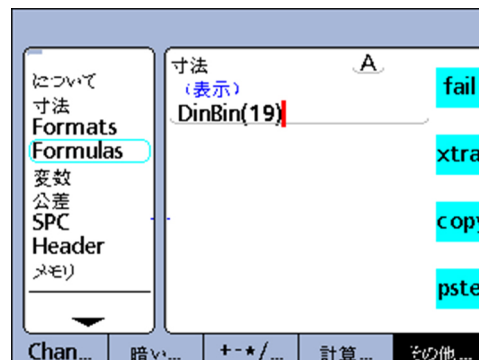 について
寸法
Formats
Formulas
変数
公差
SPC
Header
メモリ
寸法
A
(表示)
DinBin(19)
fail
xtra
copy
pste
Chan...
暗い...
+-*/...
計算...
その他...